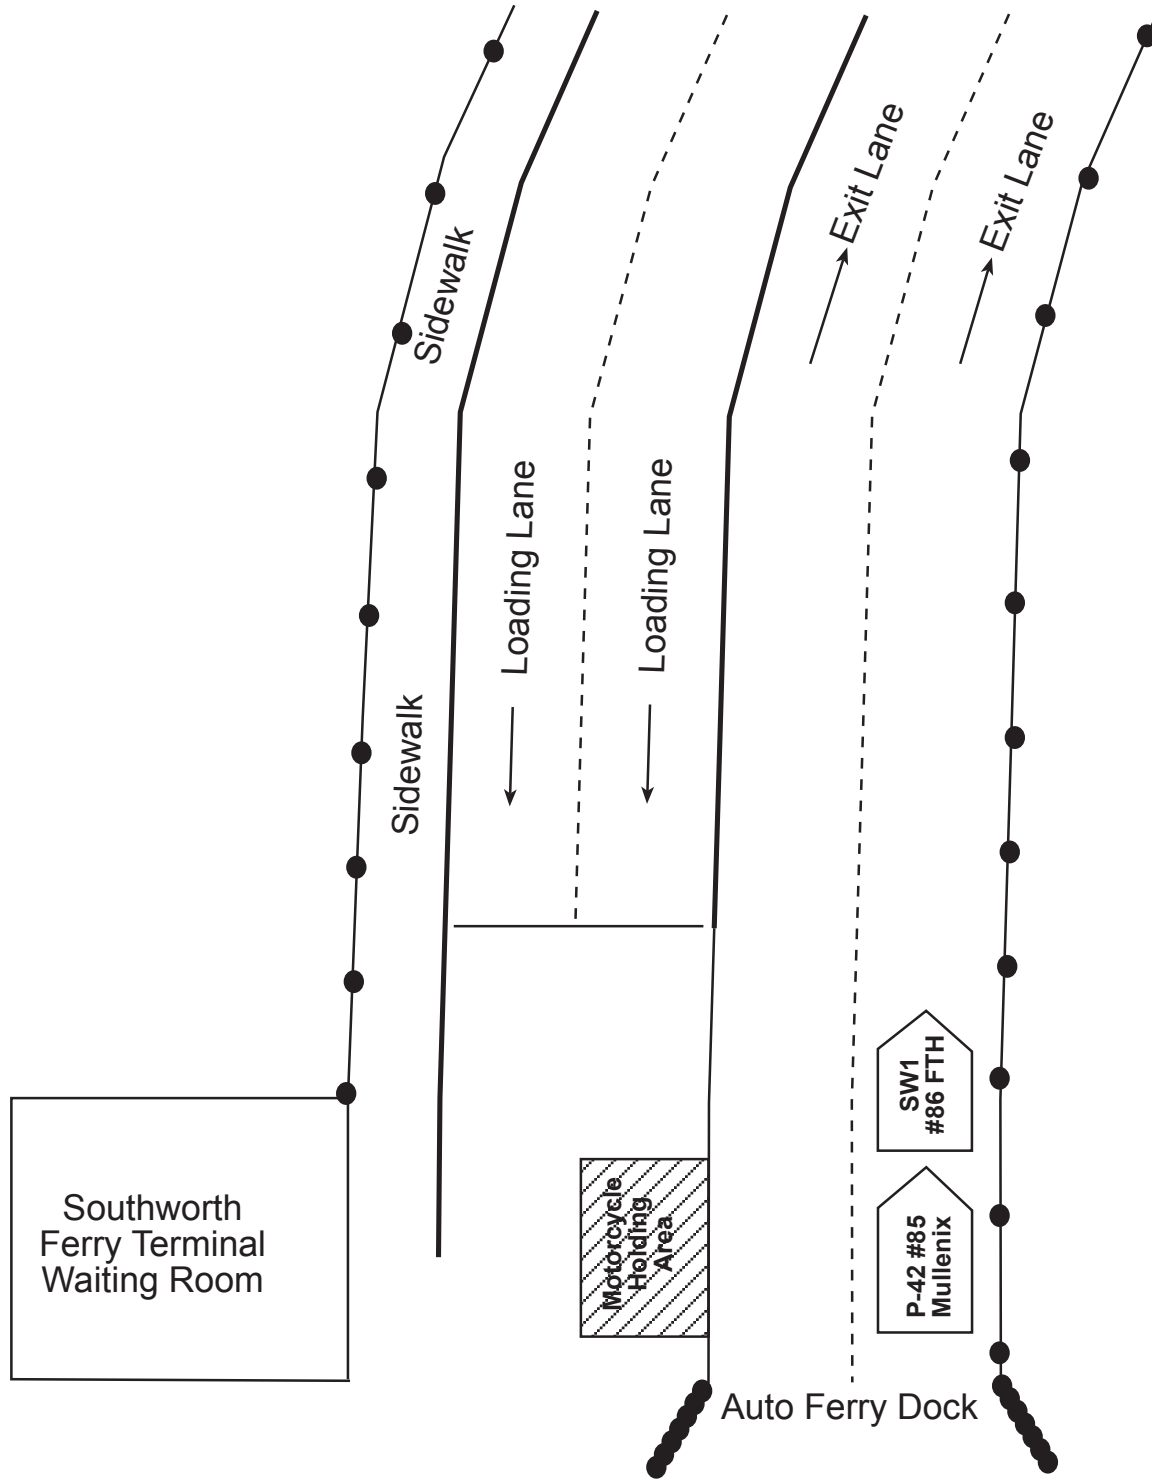 Exit Lane
Exit Lane
Sidewalk
Loading Lane
Loading Lane
Sidewalk
SW1
#86 FTH
Motorcycle
Holding
Area
P-42 #85
Mullenix
Southworth
Ferry Terminal
Waiting Room
Auto Ferry Dock